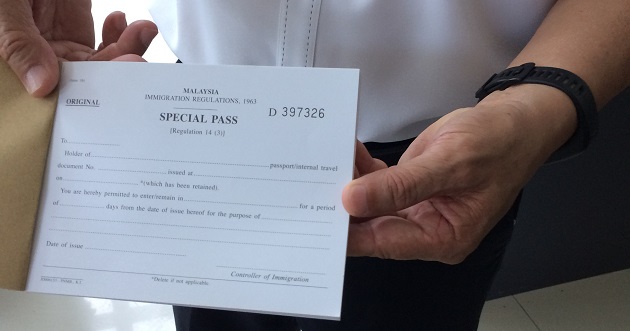 MALAYSIA
IMMIGRATION REGULATIONS, 1963
ORIGINAL
D 397326
SPECIAL PASS
[Regulation 14 (3)]
To
Holder of passport/internal travel
document No. issued at
on *(which has been retained)
You are hereby permitted to enter/remain in for a period
of days from the date of issue hereof for the purpose of
Date of issue
Controller of Immigration
*Delete if not applicable.